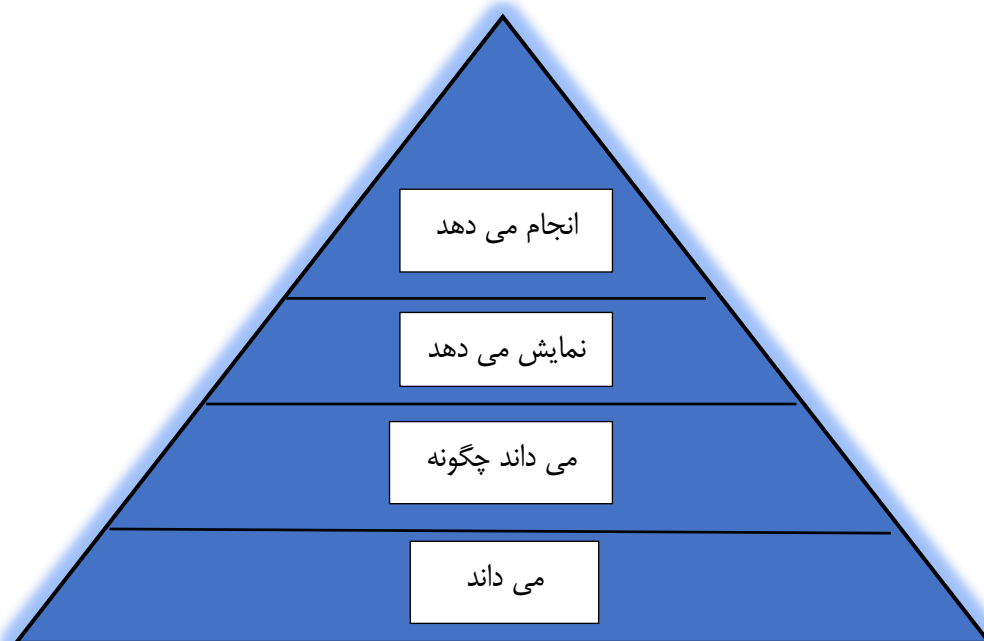 انجام می دهد
نمایش می دهد
می داند چگونه
می داند